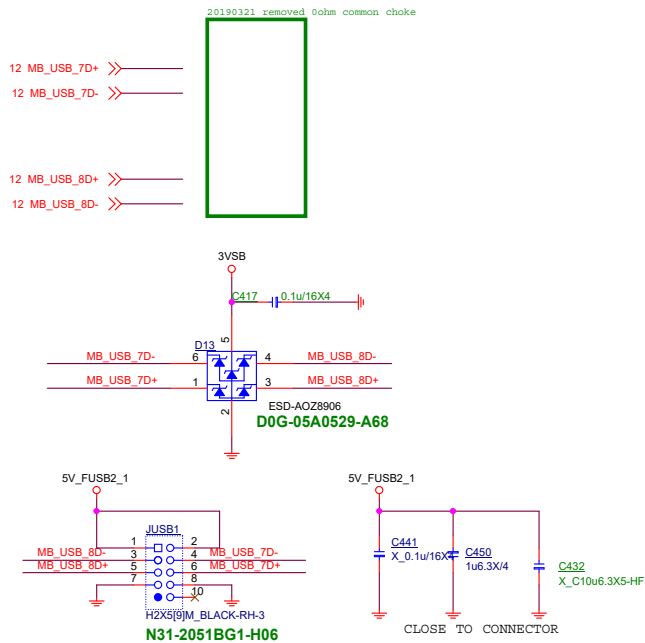 20190321 removed 0ohm common choke
12 MB_USB_7D+
12 MB_USB_7D-
12 MB_USB_8D+
12 MB_USB_8D-
3VSB
C417 0.1u/16X4
5
D13
MB_USB_7D- 6 4 MB_USB_8D-
MB_USB_7D+ 1 3 MB_USB_8D+
2
ESD-AOZ8906
D0G-05A0529-A68
5V_FUSB2_1
JUSB1
1 2
MB_USB_8D- 3 4 MB_USB_7D-
MB_USB_8D+ 5 6 MB_USB_7D+
7 8
10
H2X5[9]M_BLACK-RH-3
N31-2051BG1-H06
5V_FUSB2_1
C441
X_0.1u/16X4
C450
1u6.3X/4
C432
X_C10u6.3X5-HF
CLOSE TO CONNECTOR